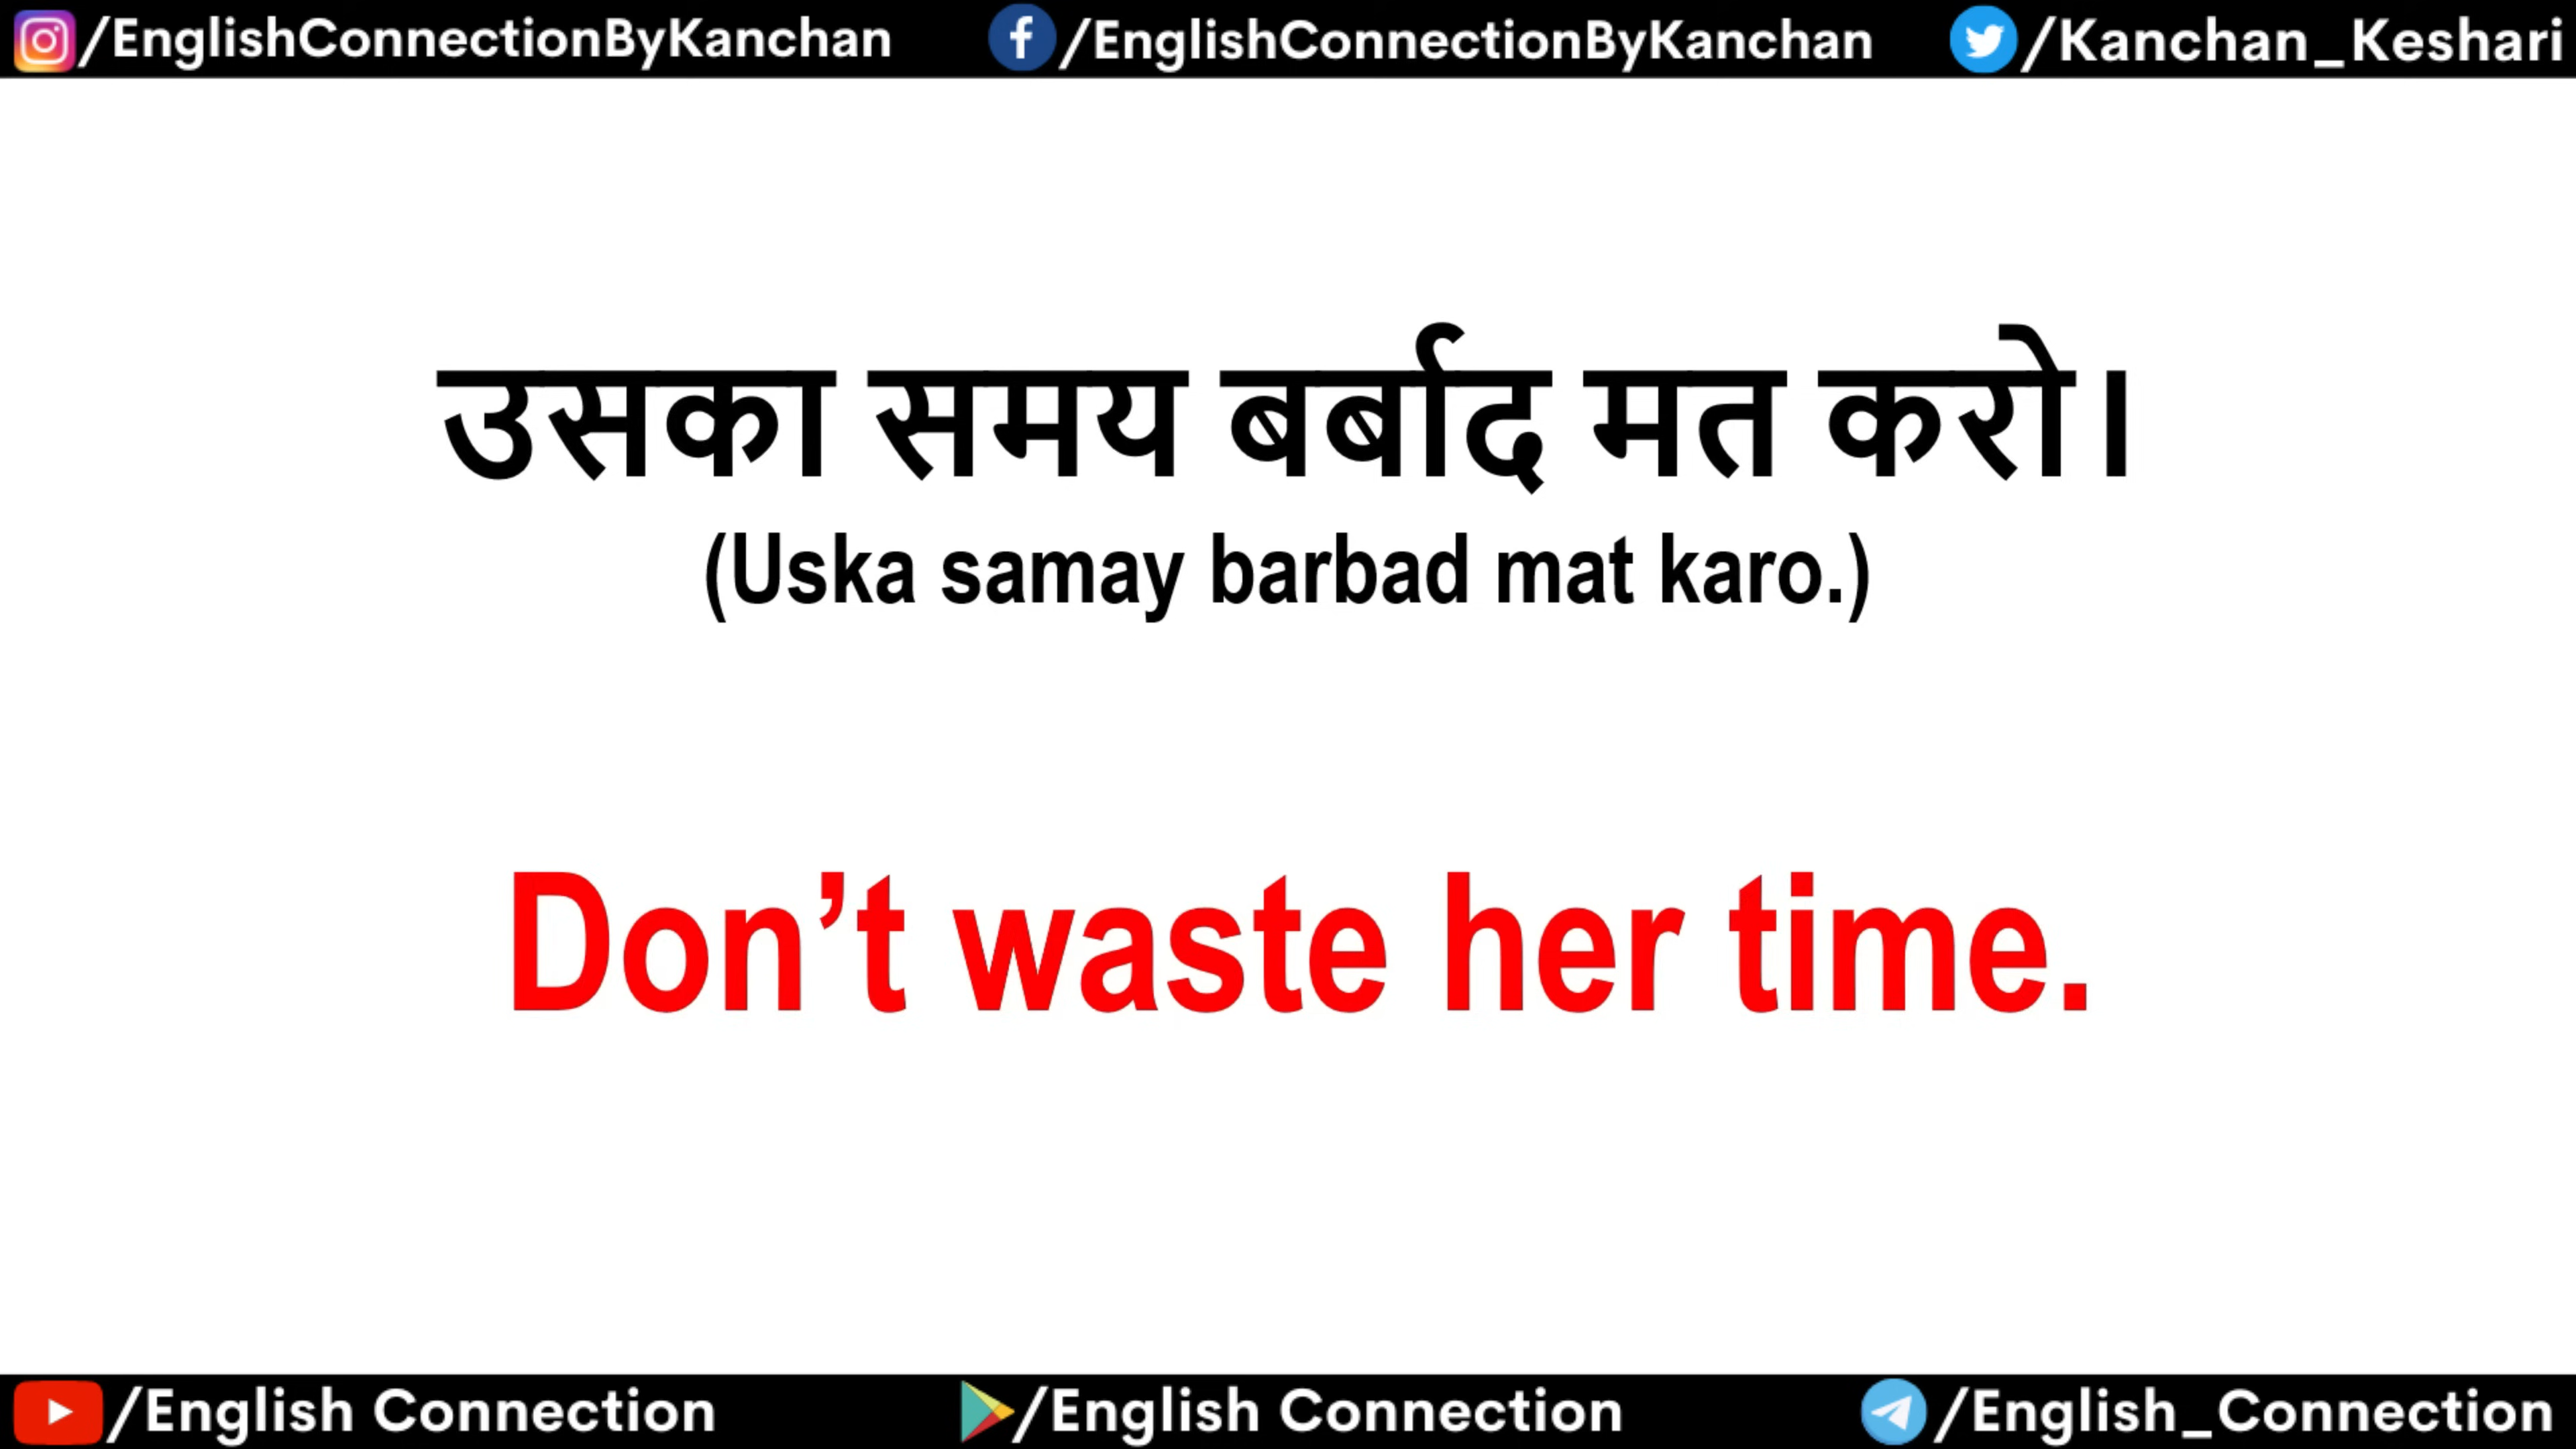 /EnglishConnectionByKanchan /EnglishConnectionByKanchan /Kanchan_Keshari
उसका समय बर्बाद मत करो।
(Uska samay barbad mat karo.)
Don’t waste her time.
/English Connection /English Connection /English_Connection